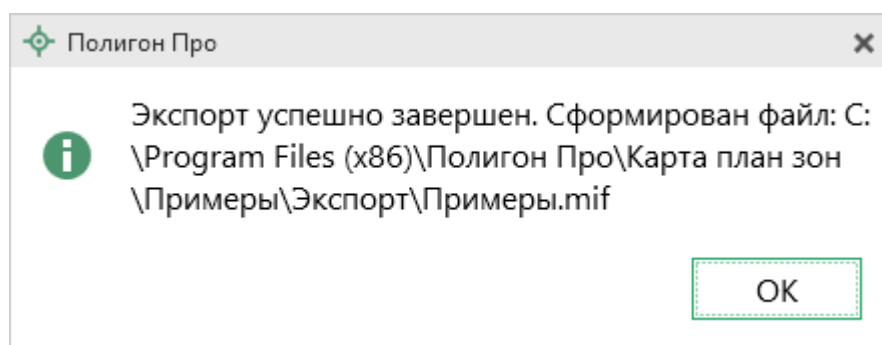 Полигон Про
Экспорт успешно завершен. Сформирован файл: C:
\Program Files (x86)\Полигон Про\Карта план зон
\Примеры\Экспорт\Примеры.mif
ОК